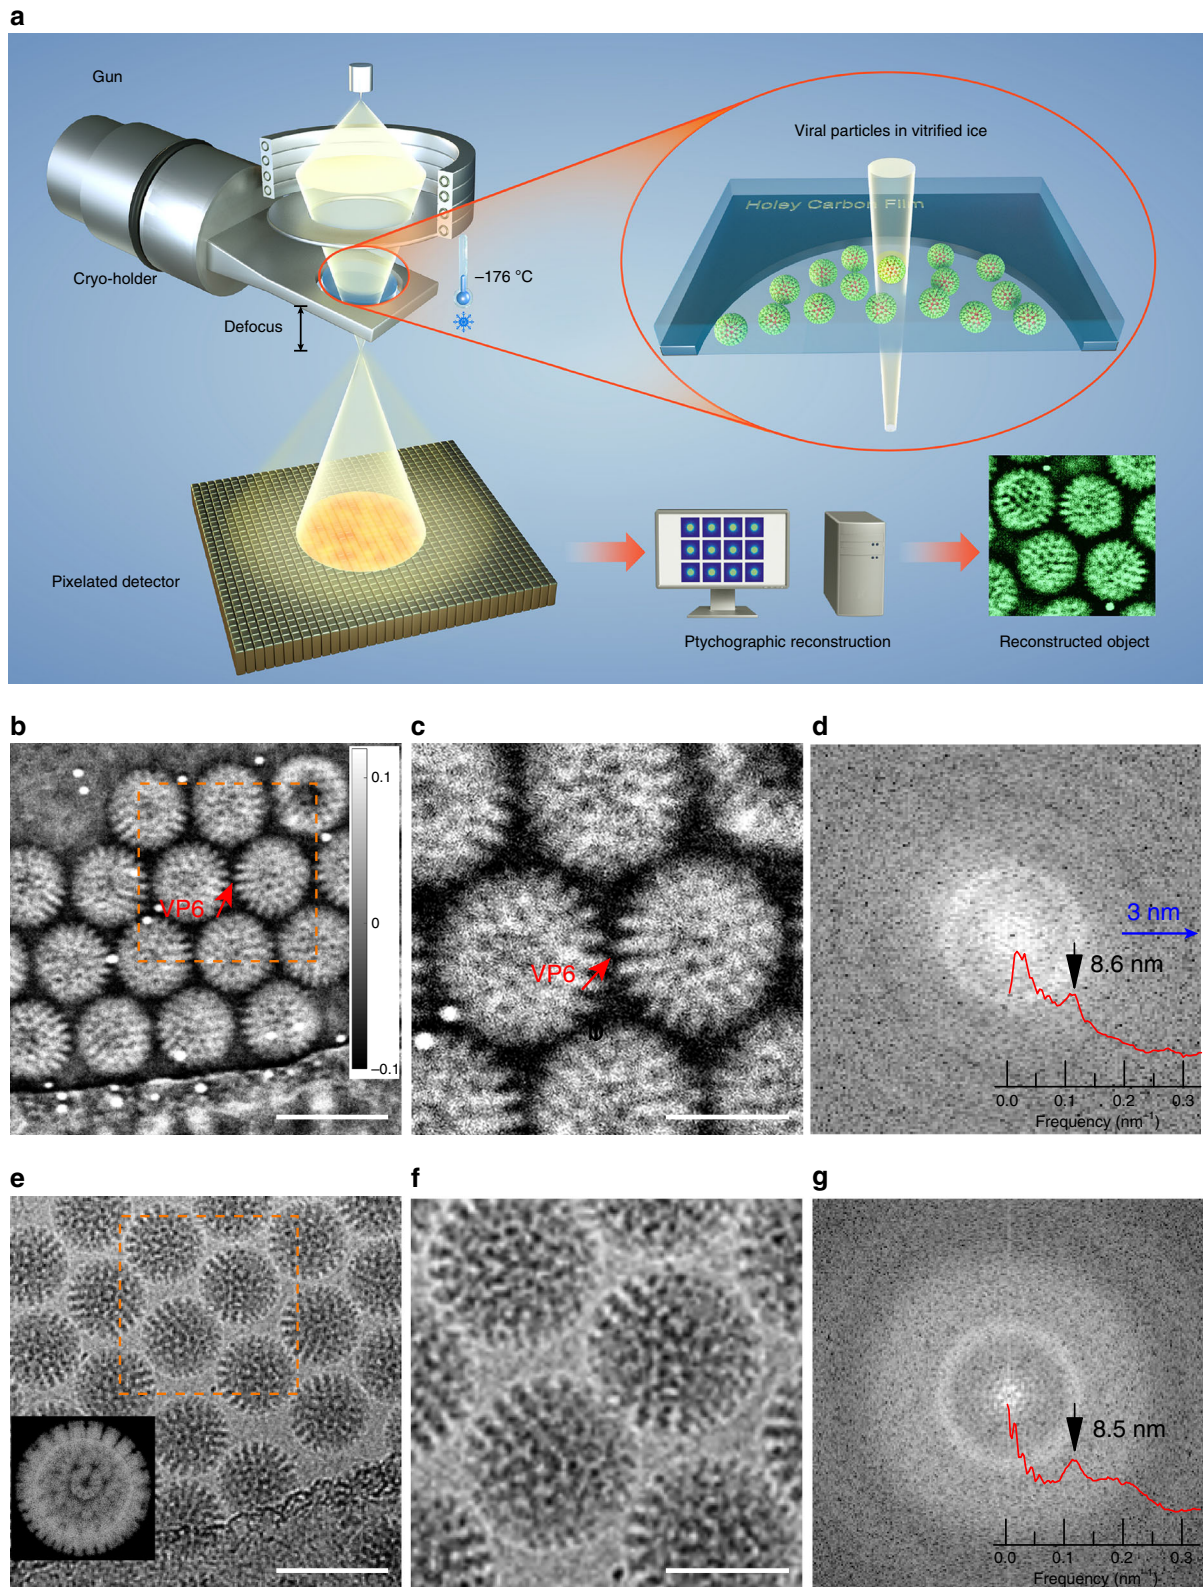 a
Gun
Viral particles in vitrified ice
Holey Carbon Film
Cryo-holder
–176 °C
Defocus
Pixelated detector
Ptychographic reconstruction
Reconstructed object
b
c
d
0.1
0
–0.1
VP6
VP6
3 nm
8.6 nm
0.0 0.1 0.2 0.3
Frequency (nm⁻¹)
e
f
g
8.5 nm
0.0 0.1 0.2 0.3
Frequency (nm⁻¹)